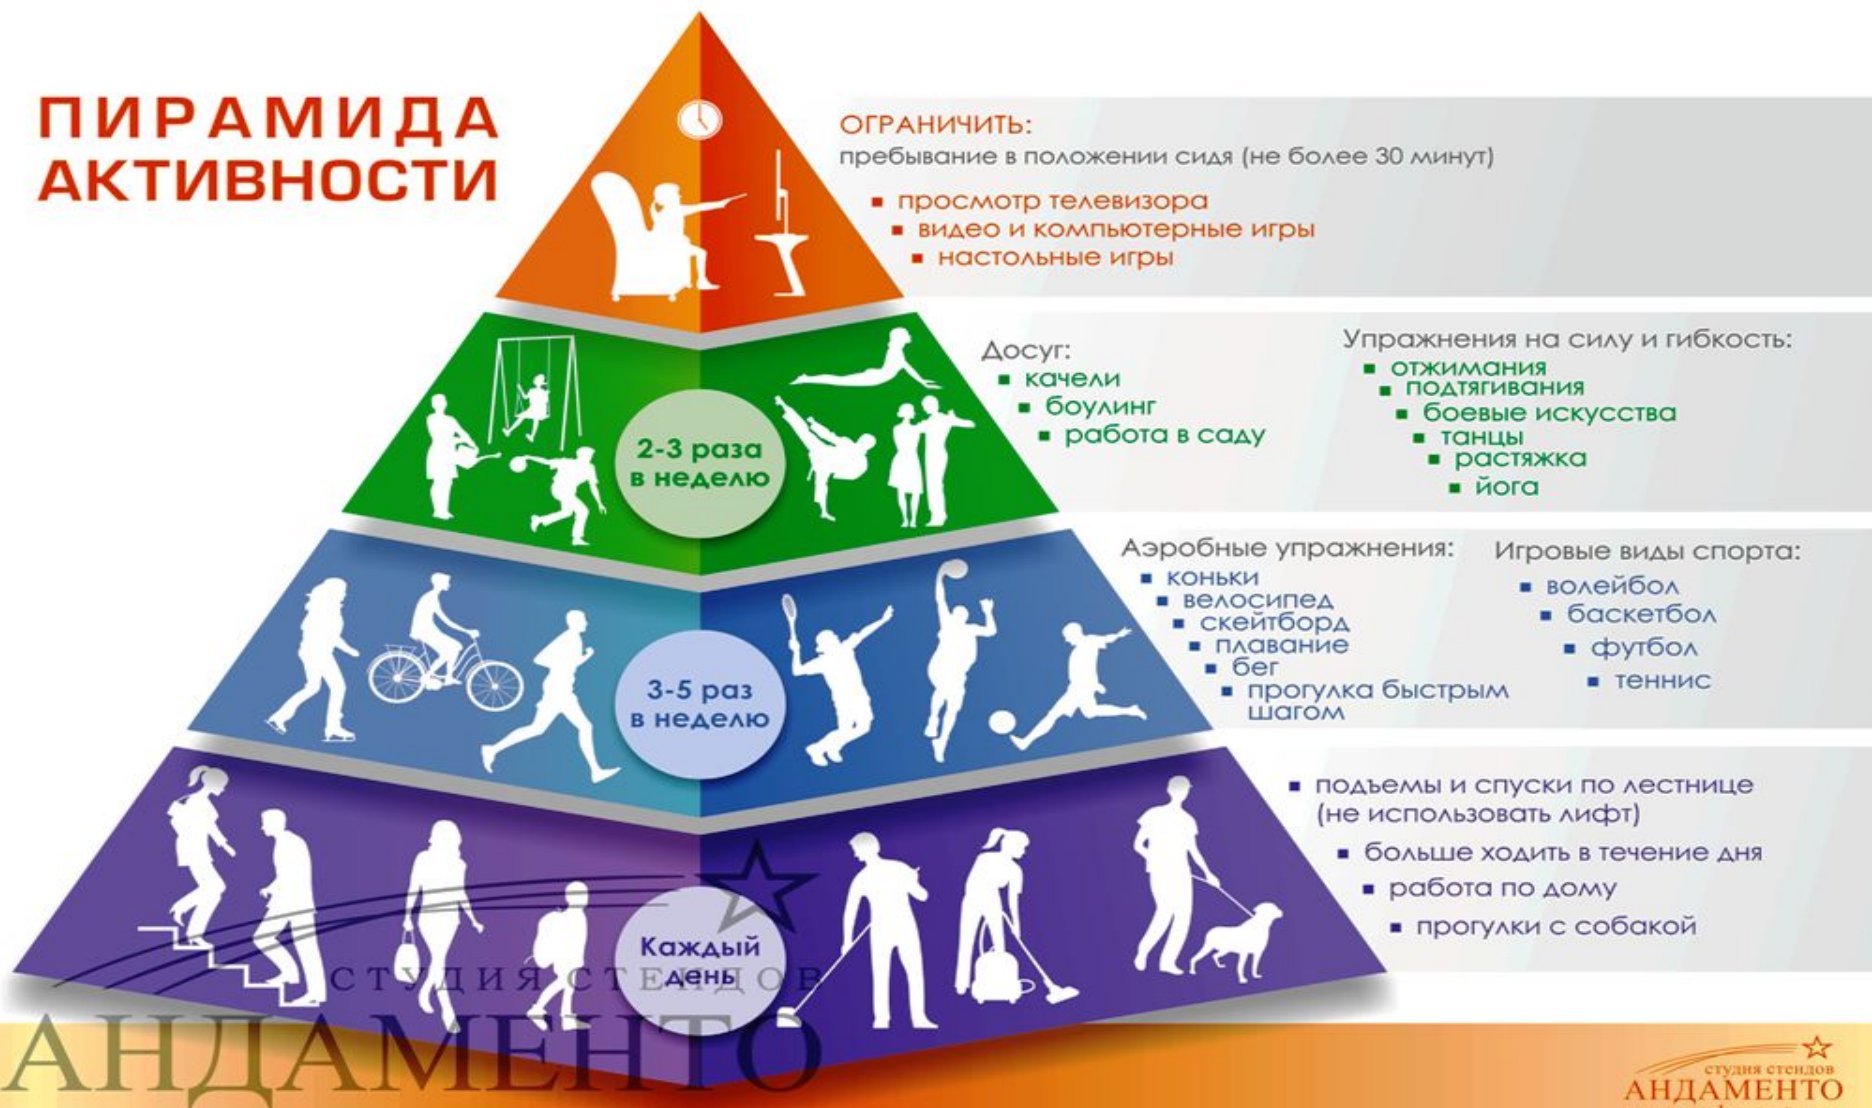 ПИРАМИДА
АКТИВНОСТИ
ОГРАНИЧИТЬ:
пребывание в положении сидя (не более 30 минут)
просмотр телевизора
видео и компьютерные игры
настольные игры
2-3 раза
в неделю
Досуг:
качели
боулинг
работа в саду
Упражнения на силу и гибкость:
отжимания
подтягивания
боевые искусства
танцы
растяжка
йога
3-5 раз
в неделю
Аэробные упражнения:
коньки
велосипед
скейтборд
плавание
бег
прогулка быстрым
шагом
Игровые виды спорта:
волейбол
баскетбол
футбол
теннис
Каждый
день
подъемы и спуски по лестнице
(не использовать лифт)
больше ходить в течение дня
работа по дому
прогулки с собакой
СТУДИЯ СТЕНДОВ
АНДАМЕНТО
СТУДИЯ СТЕНДОВ
АНДАМЕНТО